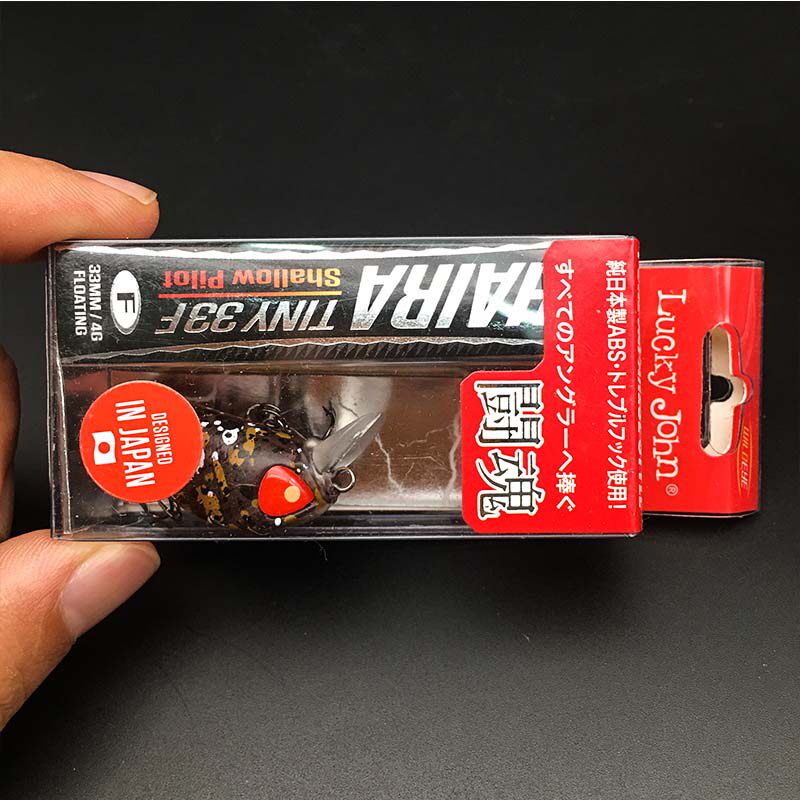 Lucky John®
純日本製ABS・トレブルフック使用!
すべてのアングラーへ捧ぐ
闘魂
HAIRA
TINY 33F
Shallow Pilot
F
33MM / 4G
FLOATING
DESIGNED
IN JAPAN